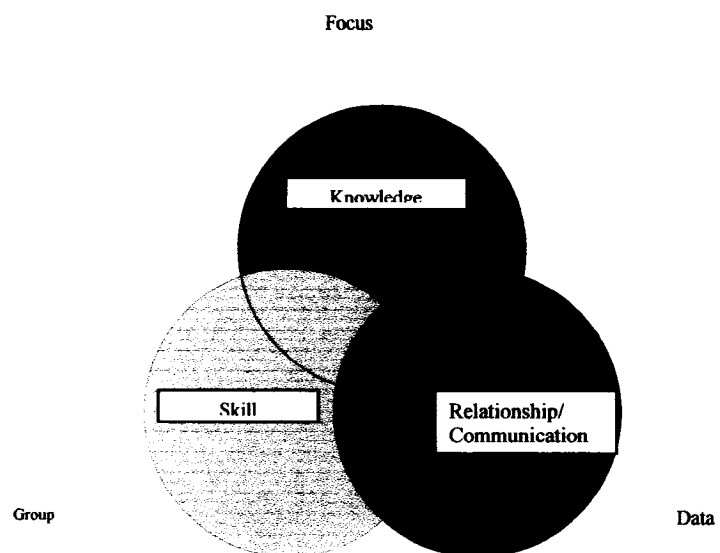 Focus
Knowledge
Skill
Relationship/
Communication
Group
Data